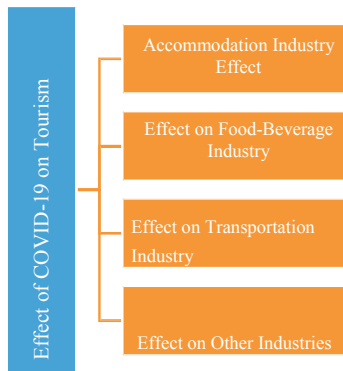 Effect of COVID-19 on Tourism
Accommodation Industry
Effect
Effect on Food-Beverage
Industry
Effect on Transportation
Industry
Effect on Other Industries